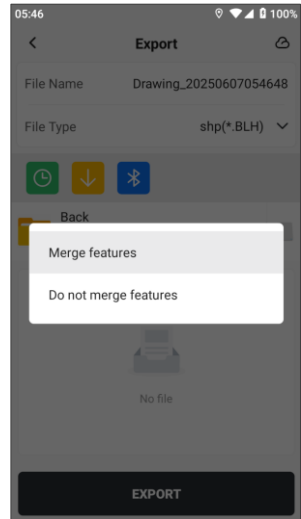 05:46 100%
Export
File Name Drawing_20250607054648
File Type shp(*.BLH)
Back
Merge features
Do not merge features
No file
EXPORT